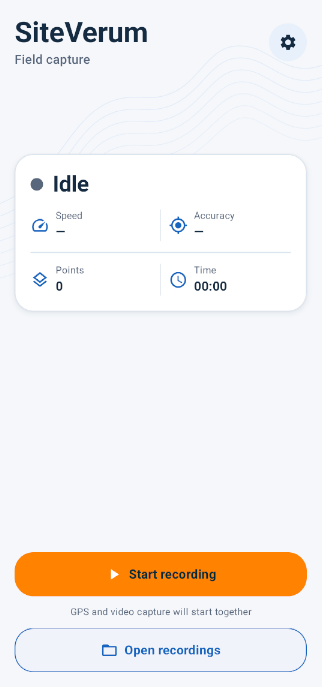 SiteVerum
Field capture
Idle
Speed
—
Accuracy
—
Points
0
Time
00:00
Start recording
GPS and video capture will start together
Open recordings